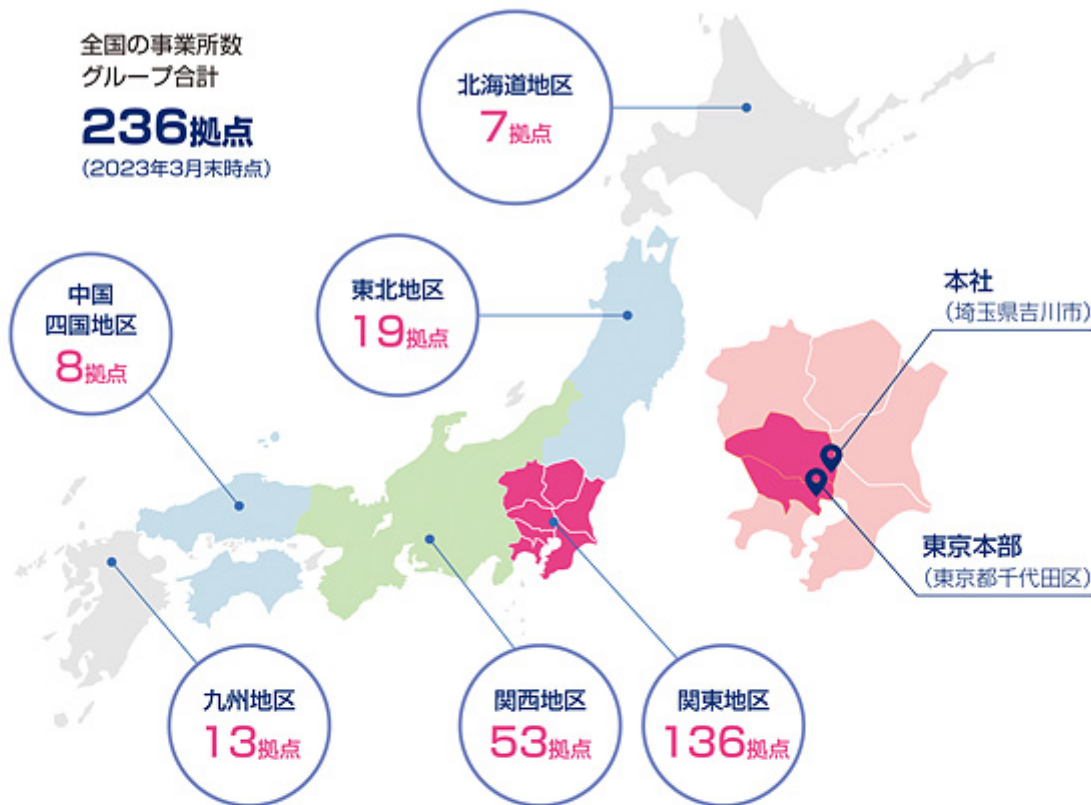 全国の事業所数
グループ合計
236拠点
(2023年3月末時点)
北海道地区
7拠点
東北地区
19拠点
中国
四国地区
8拠点
本社
(埼玉県吉川市)
東京本部
(東京都千代田区)
九州地区
13拠点
関西地区
53拠点
関東地区
136拠点